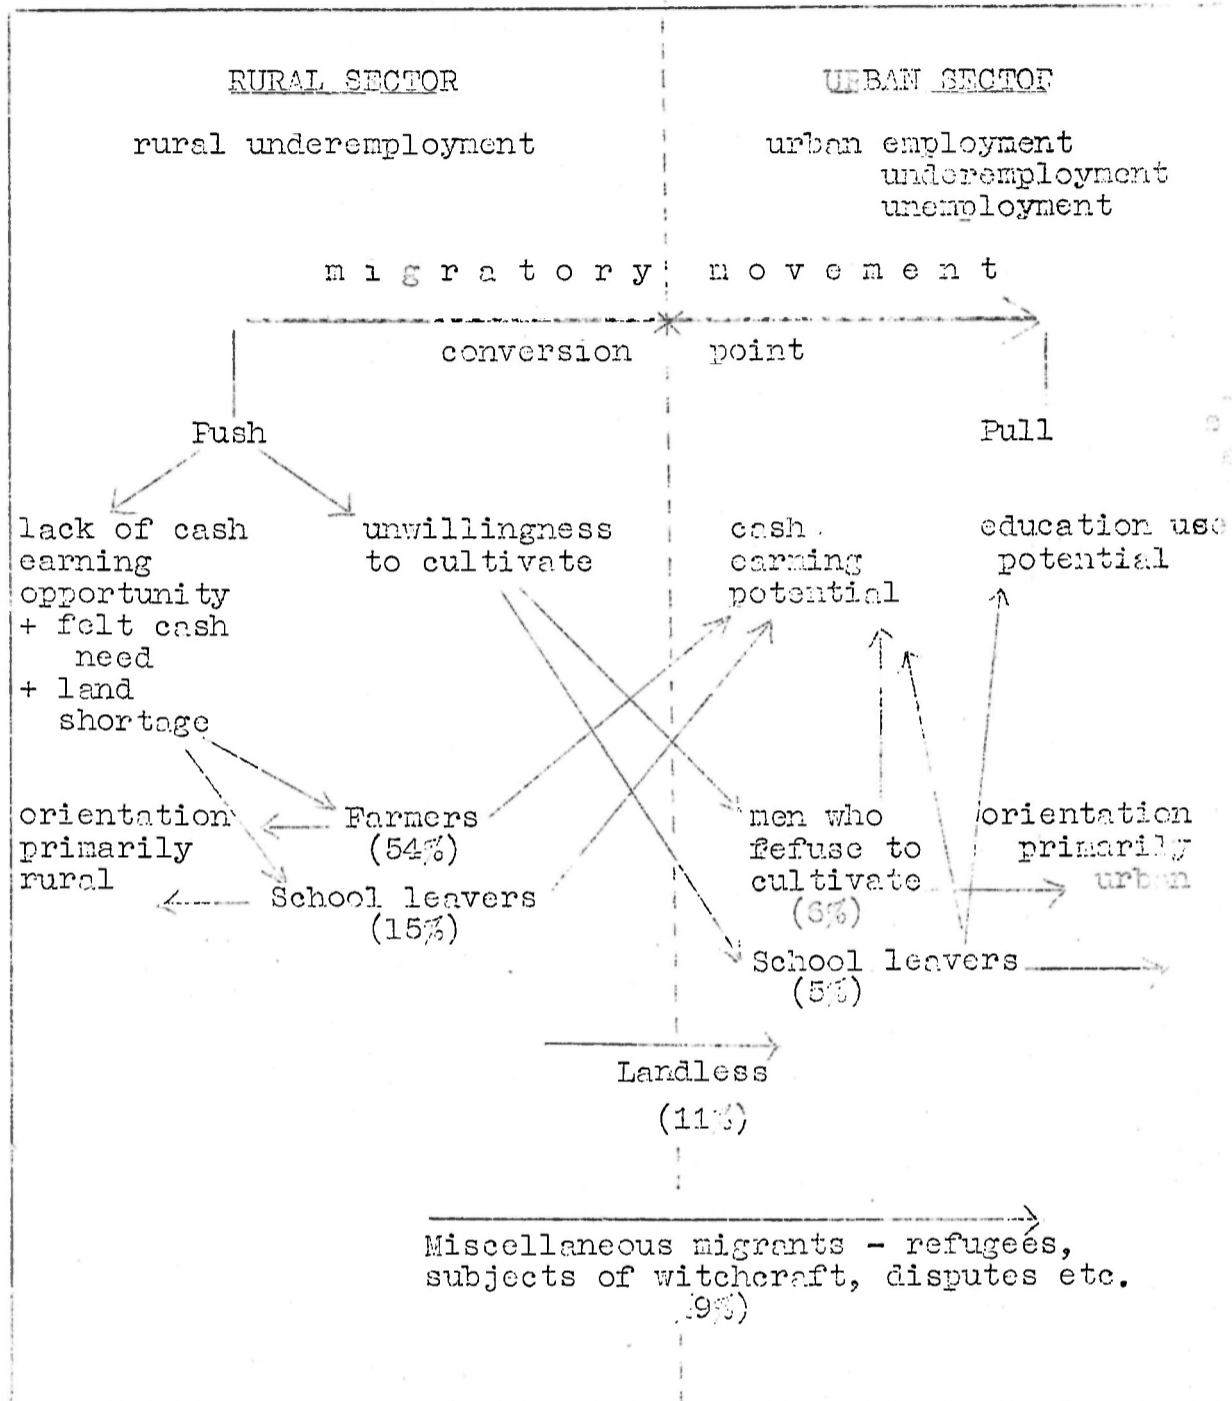 RURAL SECTOR
URBAN SECTOR
rural underemployment
urban employment
underemployment
unemployment
migratory movement
conversion point
Push
Pull
lack of cash
earning
opportunity
+ felt cash
need
+ land
shortage
unwillingness
to cultivate
cash
earning
potential
education use
potential
orientation
primarily
rural
Farmers
(54%)
School leavers
(15%)
men who
refuse to
cultivate
(6%)
orientation
primarily
urban
School leavers
(5%)
Landless
(11%)
Miscellaneous migrants - refugees,
subjects of witchcraft, disputes etc.
(9%)